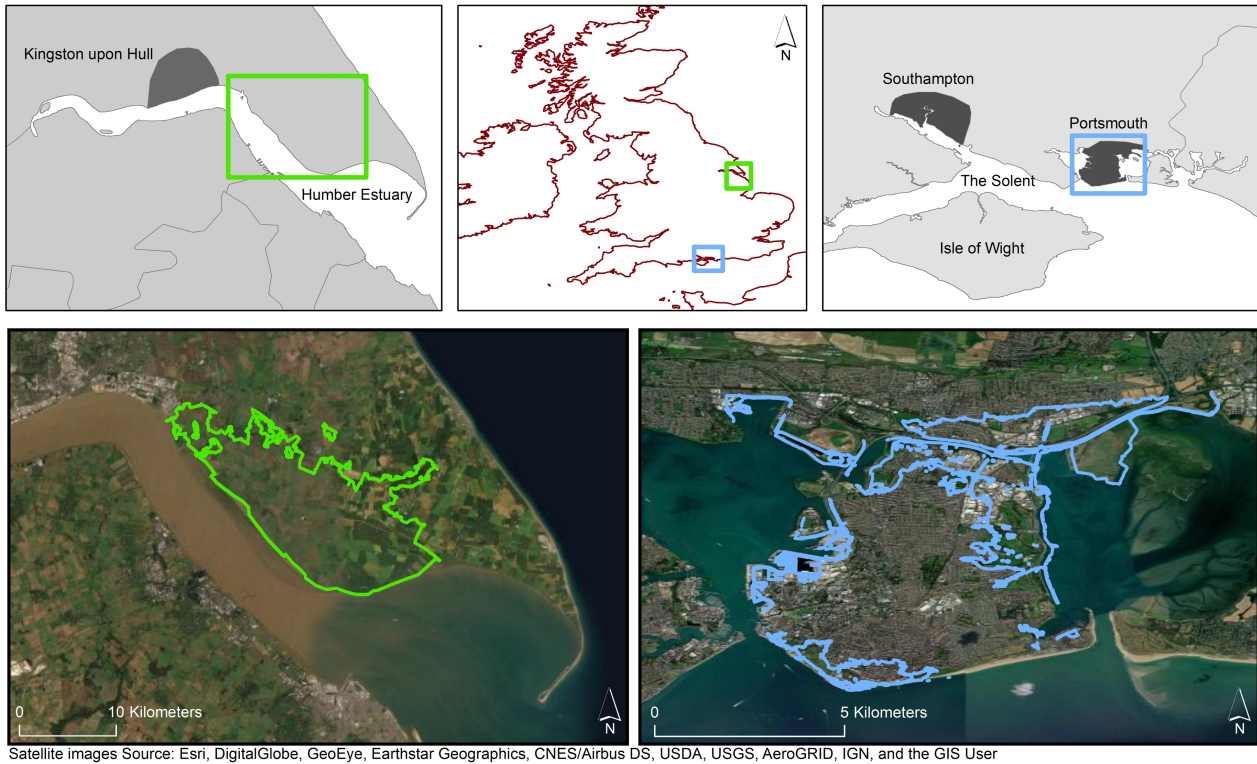 Kingston upon Hull
Humber Estuary
N
Southampton
Portsmouth
The Solent
Isle of Wight
0 10 Kilometers
N
0 5 Kilometers
N
Satellite images Source: Esri, DigitalGlobe, GeoEye, Earthstar Geographics, CNES/Airbus DS, USDA, USGS, AeroGRID, IGN, and the GIS User